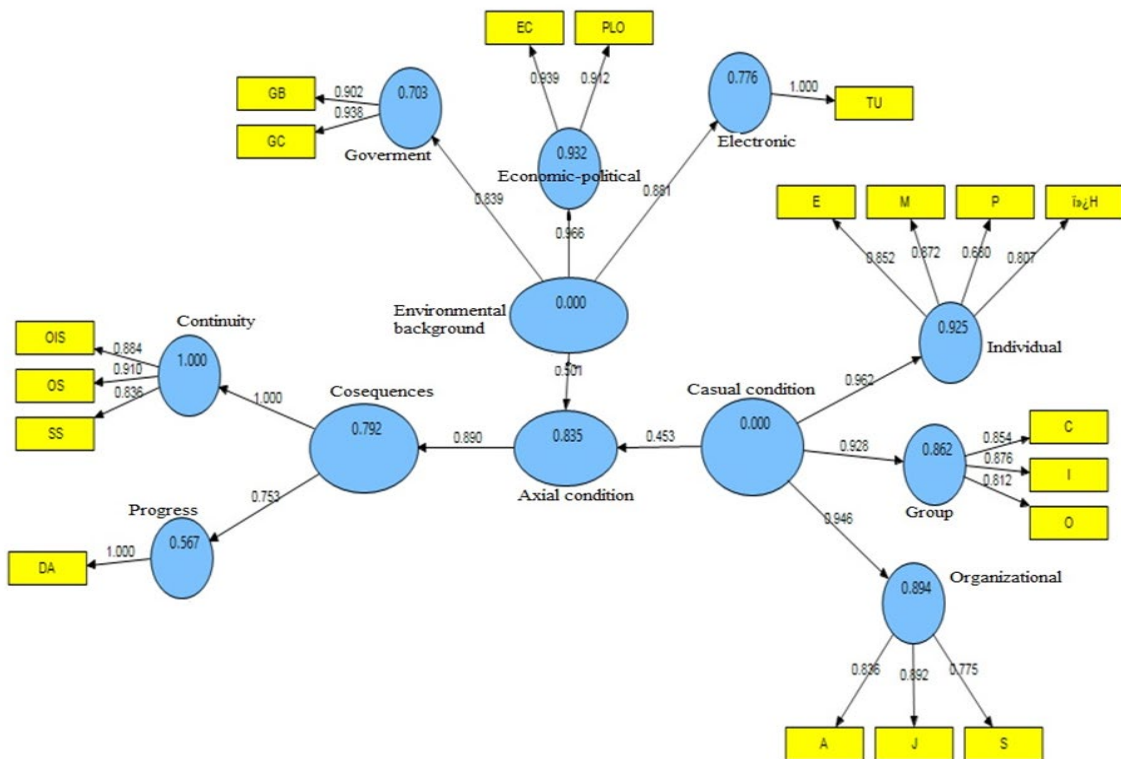 EC
PLO
0.939
0.912
0.776
1.000
TU
Electronic
GB
0.902
0.703
GC
0.938
Goverment
0.932
Economic-political
0.839
0.966
0.881
E
M
P
ï»¿H
0.852
0.872
0.680
0.807
Environmental
background
0.000
0.925
Individual
Continuity
OIS
0.884
1.000
OS
0.910
SS
0.836
0.501
0.962
Cosequences
Casual condition
1.000
0.792
0.890
0.835
0.453
0.000
Axial condition
0.928
0.862
0.854
C
0.876
I
0.812
O
Group
0.753
0.946
Progress
0.567
DA
1.000
Organizational
0.894
0.836
0.892
0.775
A
J
S